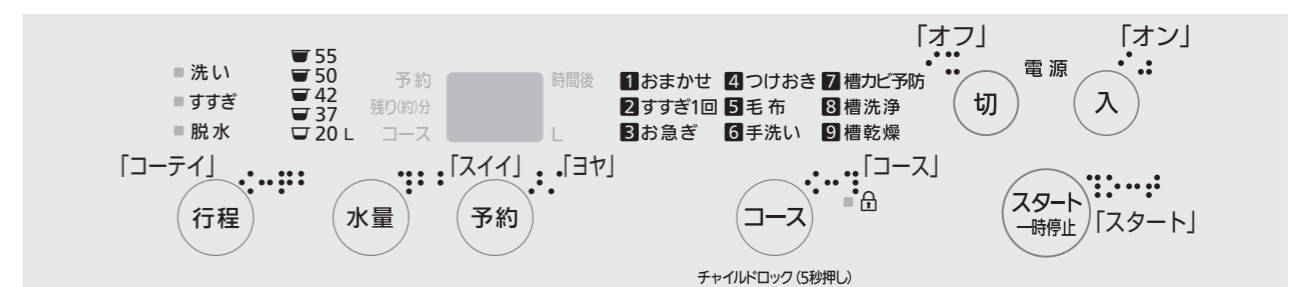 「オフ」 「オン」
洗い
すすぎ
脱水
55
50
42
37
20 L
予約
残り(約)分
コース
時間後
L
1おまかせ 4つけおき 7槽カビ予防
2すすぎ1回 5毛布 8槽洗浄
3お急ぎ 6手洗い 9槽乾燥
切 電源 入
「コーテイ」 「スイイ」 「ヨヤ」 「コース」
行程 水量 予約 コース スタート
一時停止
「スタート」
チャイルドロック(5秒押し)